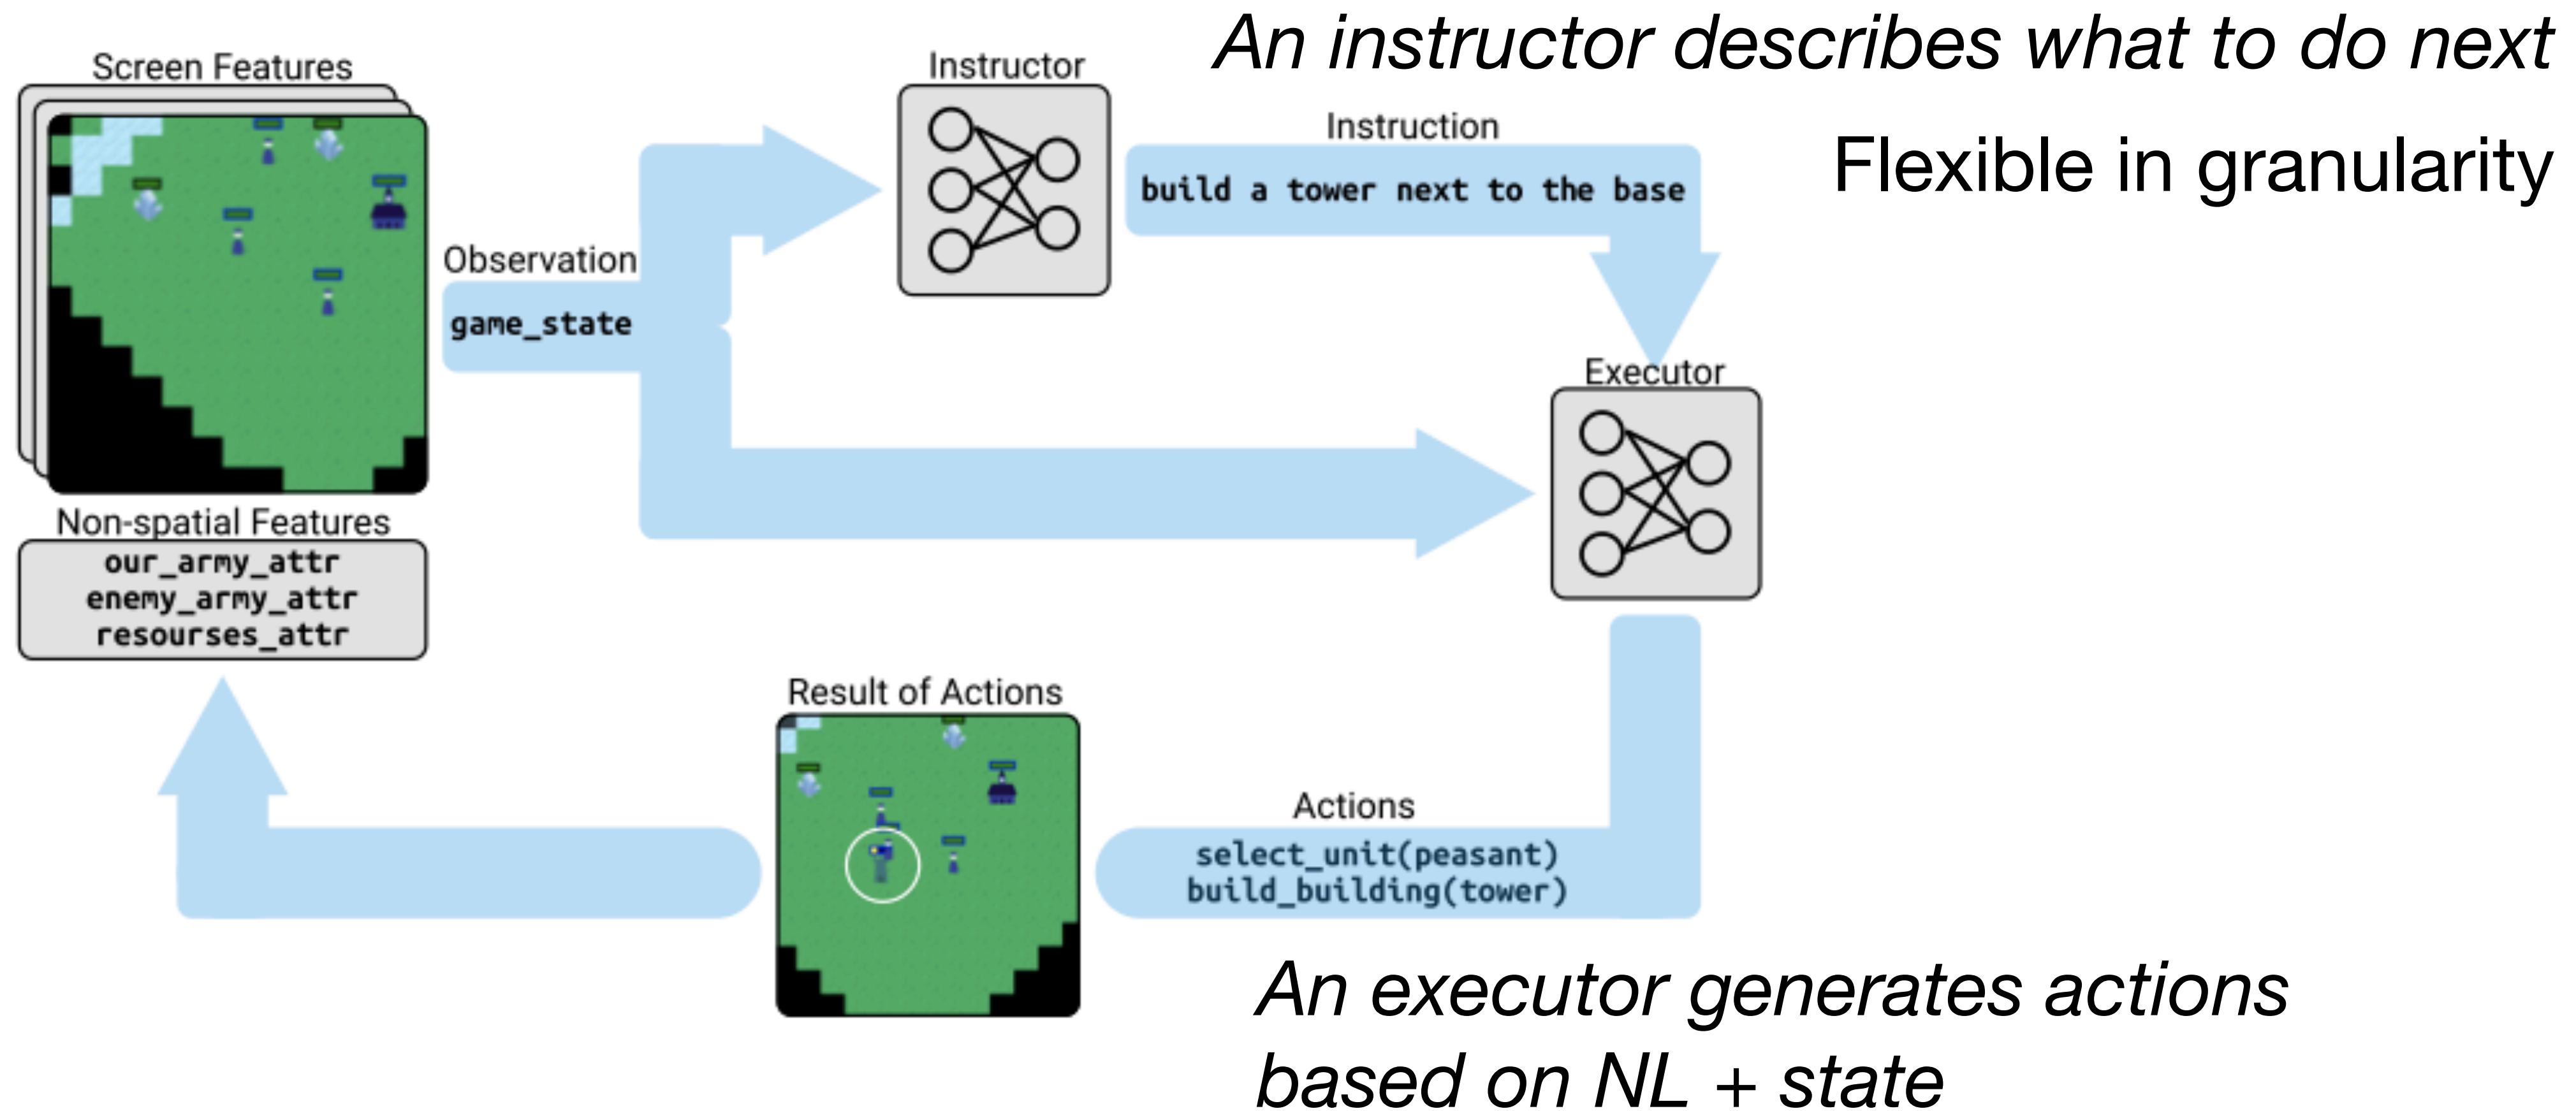 Screen Features
Instructor
An instructor describes what to do next
Instruction
build a tower next to the base
Flexible in granularity
Observation
game_state
Executor
Non-spatial Features
our_army_attr
enemy_army_attr
resourses_attr
Result of Actions
Actions
select_unit(peasant)
build_building(tower)
An executor generates actions
based on NL + state